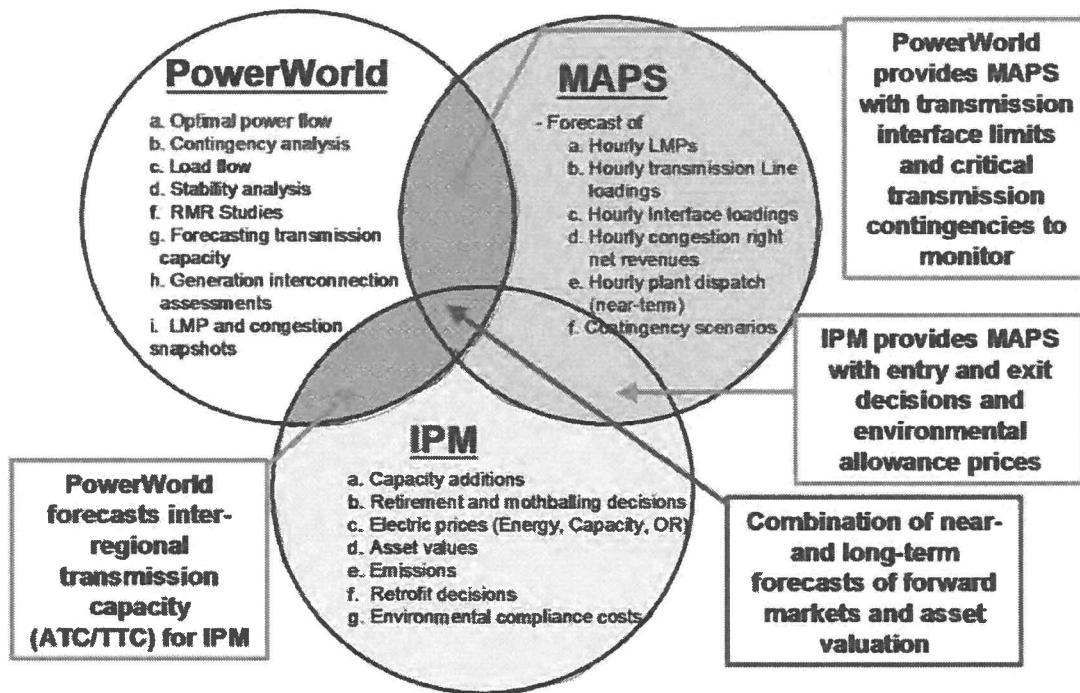 PowerWorld
a. Optimal power flow
b. Contingency analysis
c. Load flow
d. Stability analysis
f. RMR Studies
g. Forecasting transmission
capacity
h. Generation interconnection
assessments
i. LMP and congestion
snapshots
MAPS
- Forecast of
a. Hourly LMPs
b. Hourly transmission Line
loadings
c. Hourly Interface loadings
d. Hourly congestion right
net revenues
e. Hourly plant dispatch
(near-term)
f. Contingency scenarios
PowerWorld
provides MAPS
with transmission
interface limits
and critical
transmission
contingencies to
monitor
IPM provides MAPS
with entry and exit
decisions and
environmental
allowance prices
IPM
a. Capacity additions
b. Retirement and mothballing decisions
c. Electric prices (Energy, Capacity, OR)
d. Asset values
e. Emissions
f. Retrofit decisions
g. Environmental compliance costs
PowerWorld
forecasts inter-
regional
transmission
capacity
(ATC/TTC) for IPM
Combination of near-
and long-term
forecasts of forward
markets and asset
valuation